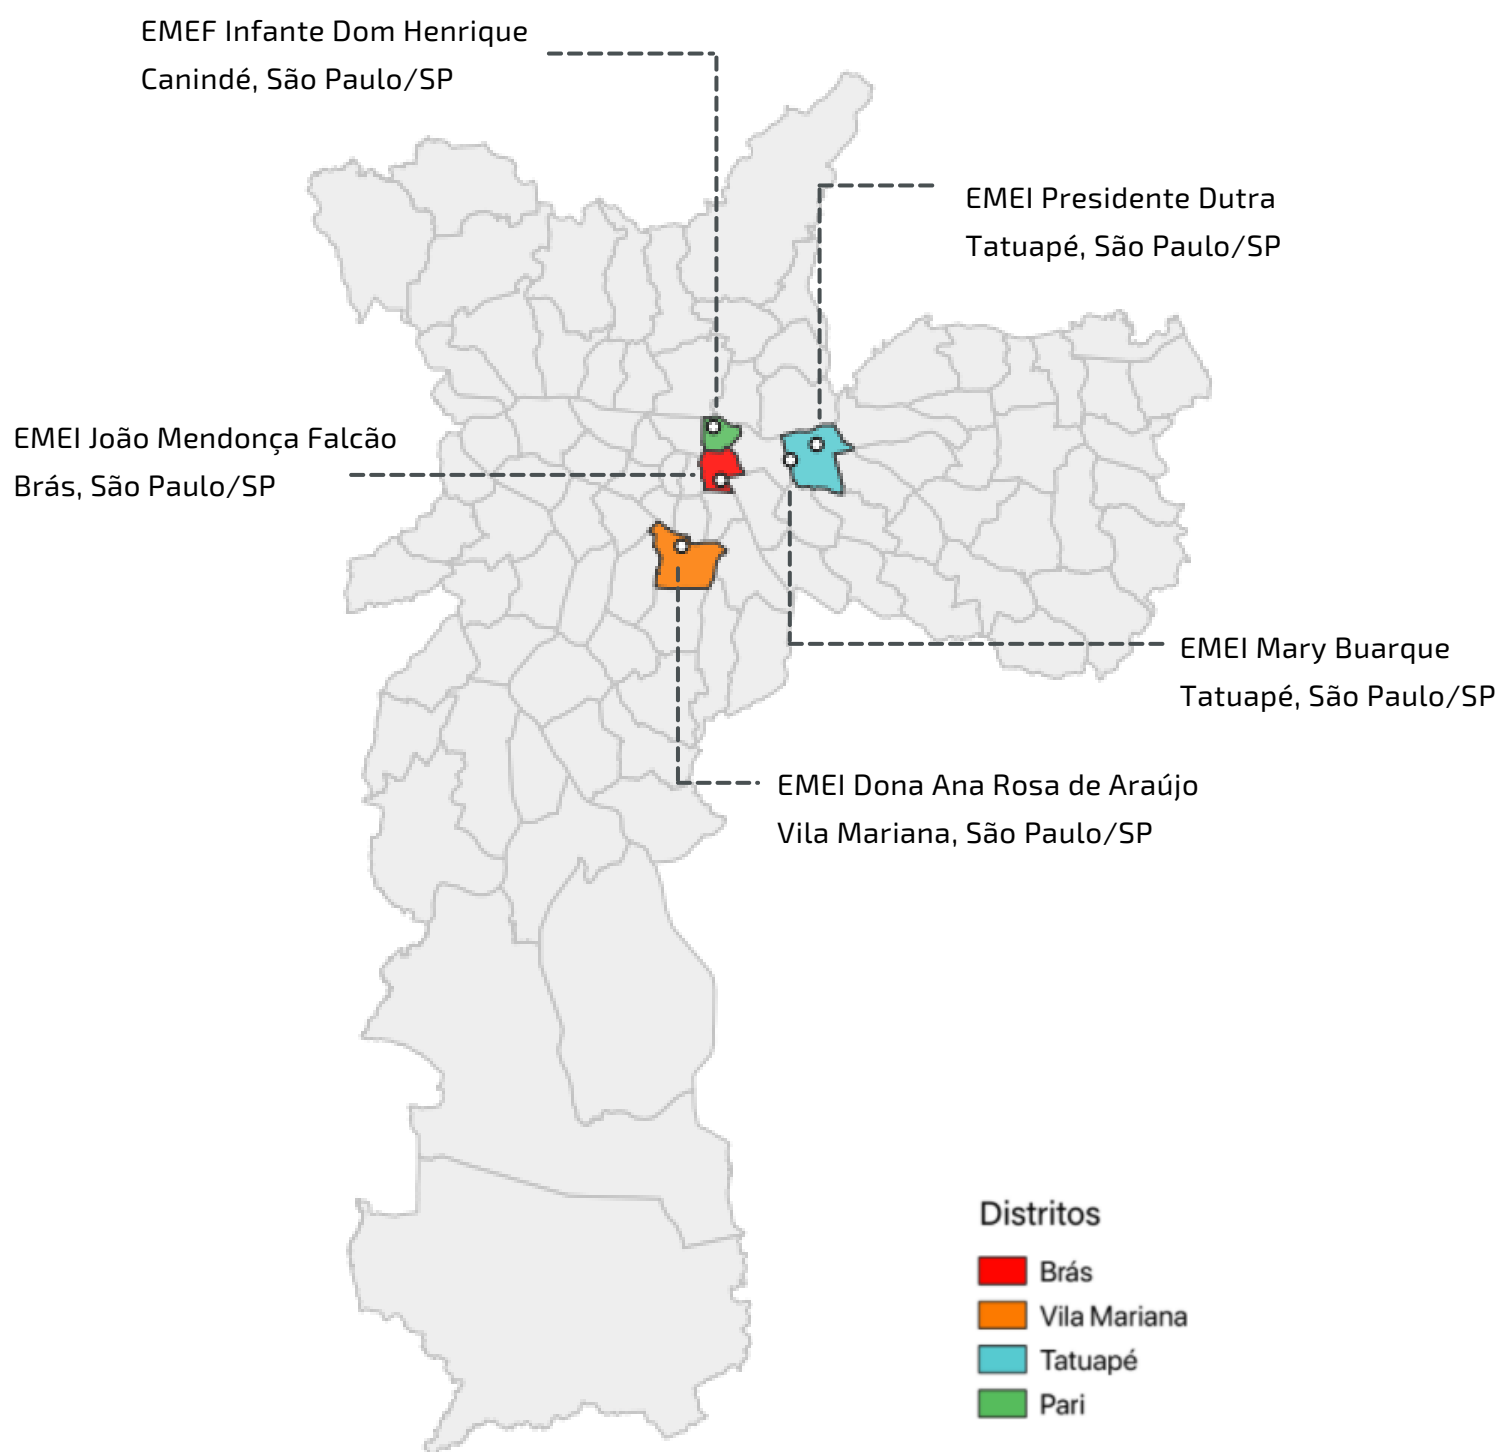 EMEF Infante Dom Henrique
Canindé, São Paulo/SP
EMEI Presidente Dutra
Tatuapé, São Paulo/SP
EMEI João Mendonça Falcão
Brás, São Paulo/SP
EMEI Mary Buarque
Tatuapé, São Paulo/SP
EMEI Dona Ana Rosa de Araújo
Vila Mariana, São Paulo/SP
Distritos
Brás
Vila Mariana
Tatuapé
Pari